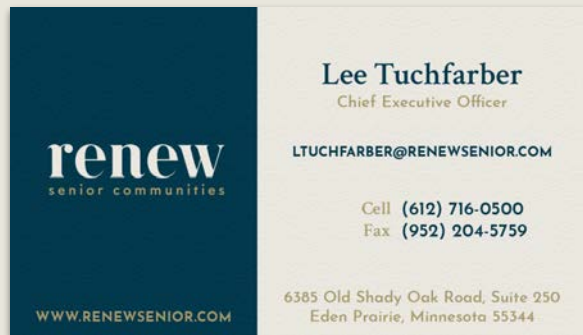 renew
senior communities
WWW.RENEWSENIOR.COM
Lee Tuchfarber
Chief Executive Officer
LTUCHFARBER@RENEWSENIOR.COM
Cell (612) 716-0500
Fax (952) 204-5759
6385 Old Shady Oak Road, Suite 250
Eden Prairie, Minnesota 55344